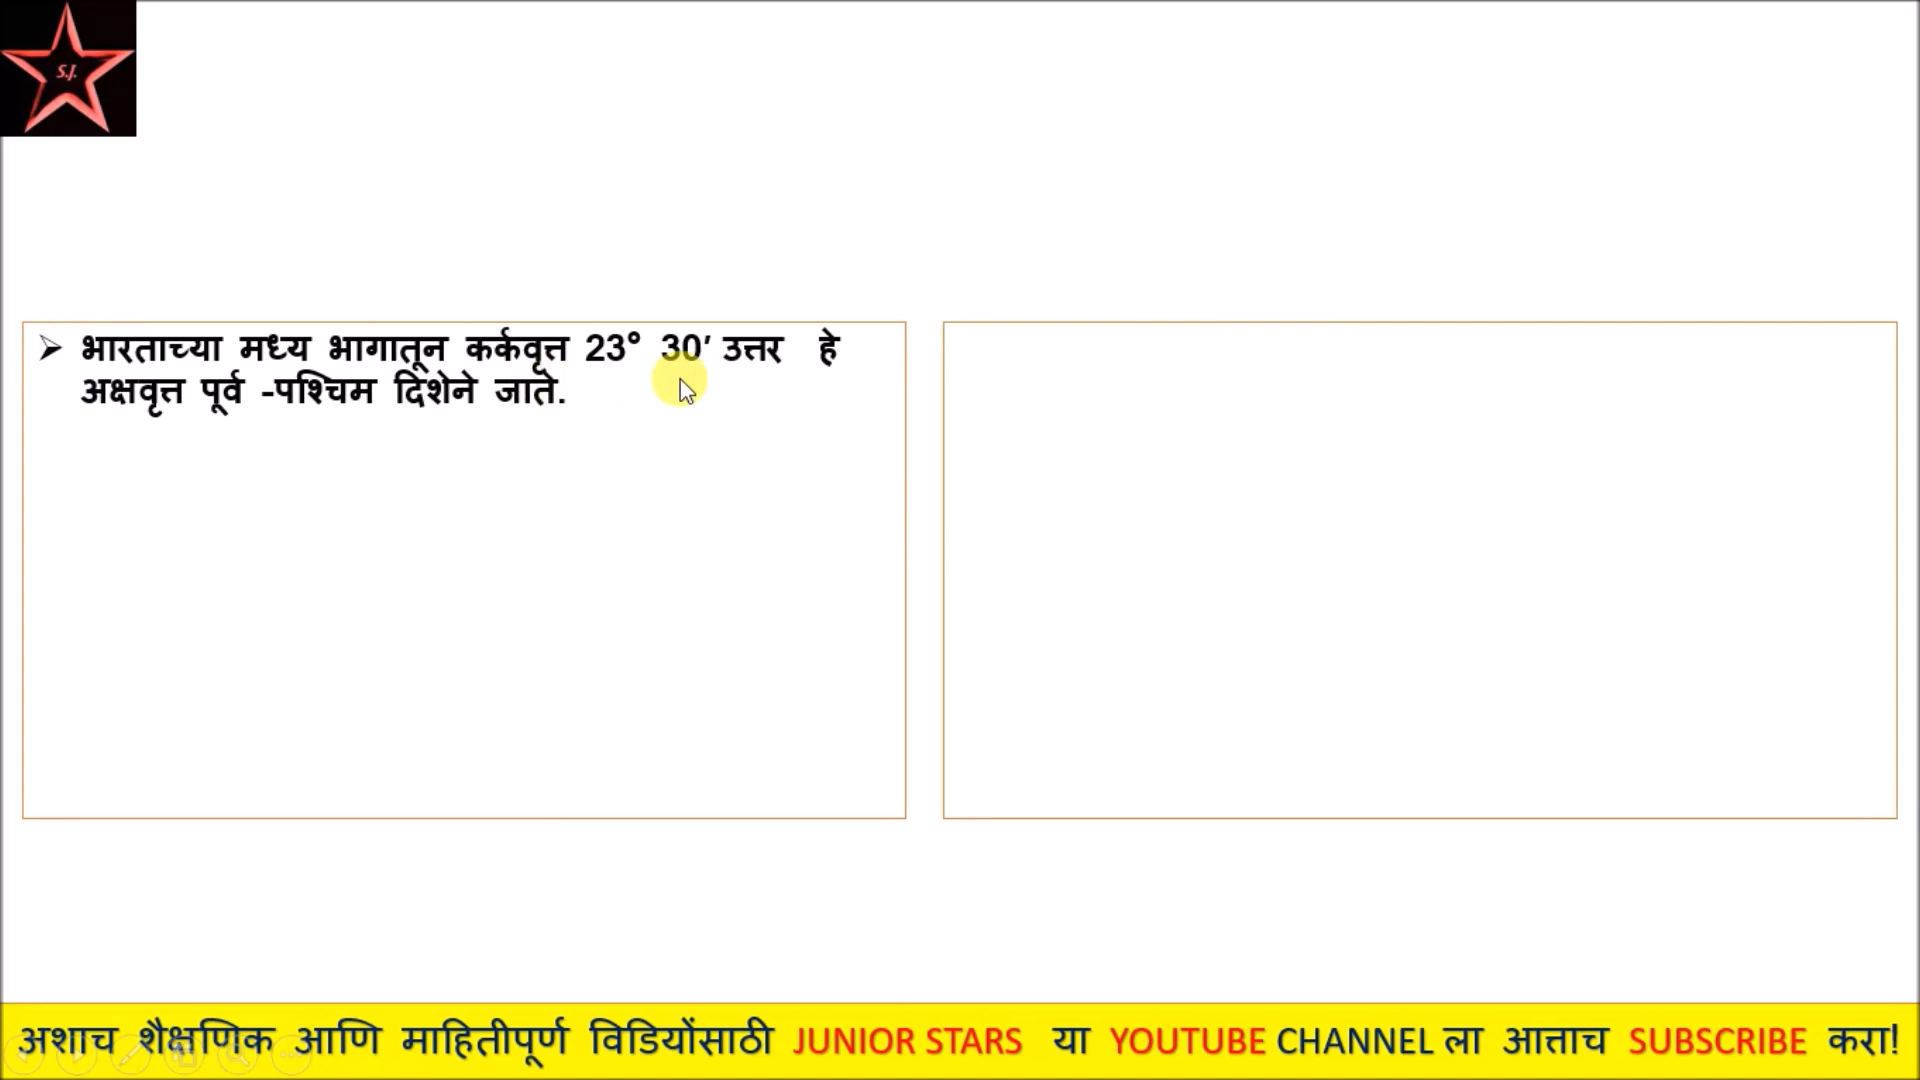 S.J.
भारताच्या मध्य भागातून कर्कवृत्त 23° 30′ उत्तर हे
अक्षवृत्त पूर्व -पश्चिम दिशेने जाते.
अशाच शैक्षणिक आणि माहितीपूर्ण विडियोंसाठी JUNIOR STARS या YOUTUBE CHANNEL ला आत्ताच SUBSCRIBE करा!